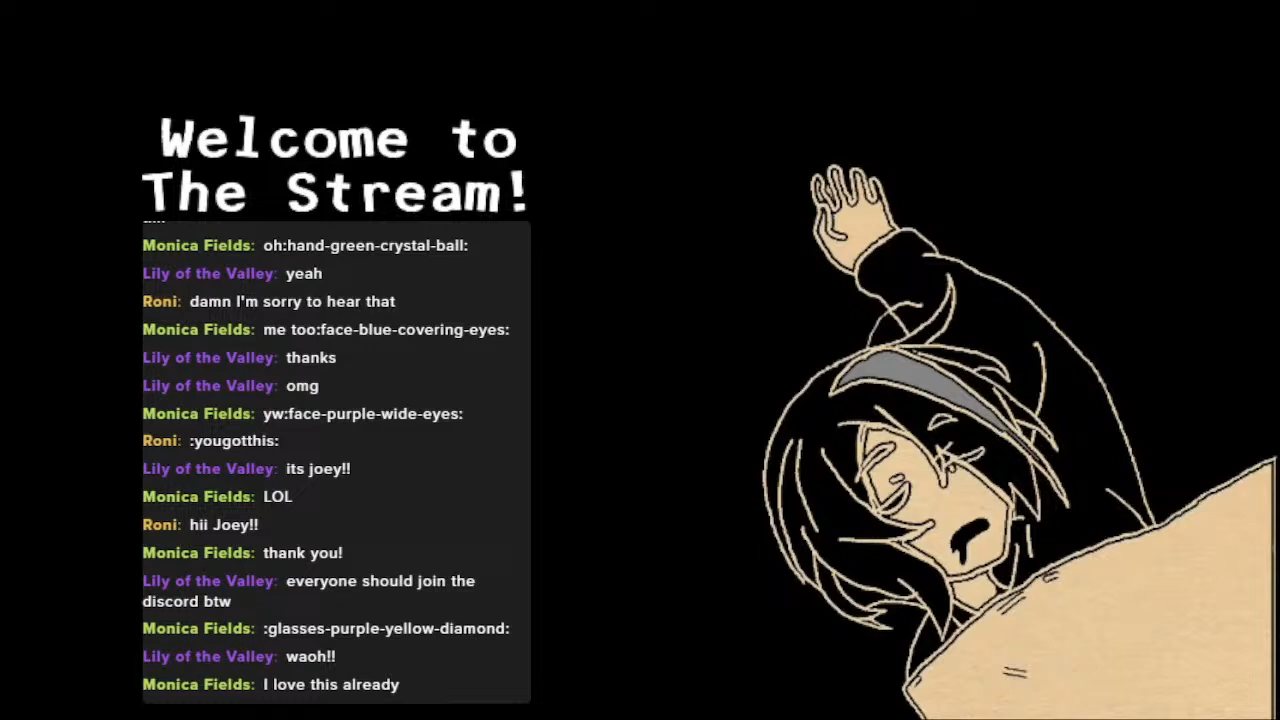 Welcome to
The Stream!
Monica Fields: oh:hand-green-crystal-ball:
Lily of the Valley: yeah
Roni: damn I'm sorry to hear that
Monica Fields: me too:face-blue-covering-eyes:
Lily of the Valley: thanks
Lily of the Valley: omg
Monica Fields: yw:face-purple-wide-eyes:
Roni: :yougotthis:
Lily of the Valley: its joey!!
Monica Fields: LOL
Roni: hii Joey!!
Monica Fields: thank you!
Lily of the Valley: everyone should join the
discord btw
Monica Fields: :glasses-purple-yellow-diamond:
Lily of the Valley: waoh!!
Monica Fields: I love this already